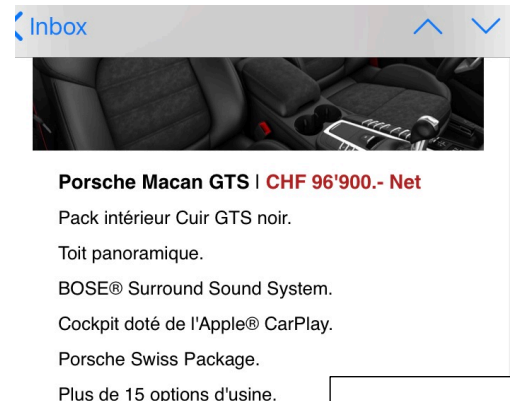 Inbox
Porsche Macan GTS | CHF 96'900.- Net
Pack intérieur Cuir GTS noir.
Toit panoramique.
BOSE® Surround Sound System.
Cockpit doté de l'Apple® CarPlay.
Porsche Swiss Package.
Plus de 15 options d'usine.